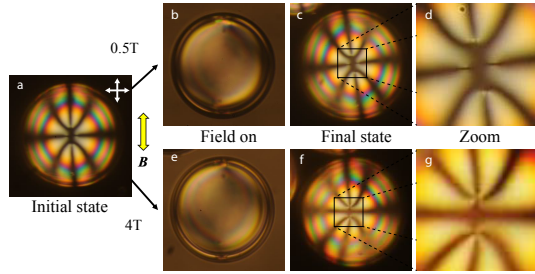 b
c
d
0.5T
a
Field on
Final state
Zoom
B
e
f
g
Initial state
4T